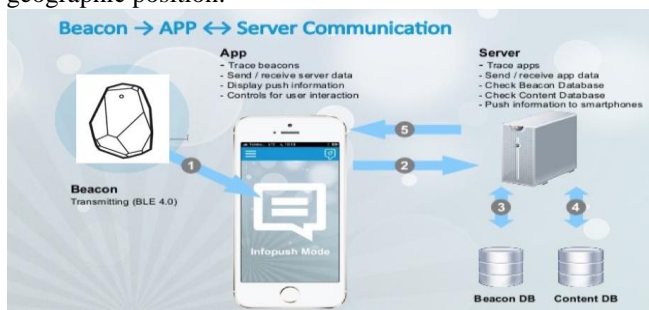 geographic position.
Beacon → APP ↔ Server Communication
App
- Trace beacons
- Send / receive server data
- Display push information
- Controls for user interaction
Server
- Trace apps
- Send / receive app data
- Check Beacon Database
- Check Content Database
- Push information to smartphones
5
1
2
Beacon
Transmitting (BLE 4.0)
Infopush Mode
3
4
Beacon DB
Content DB